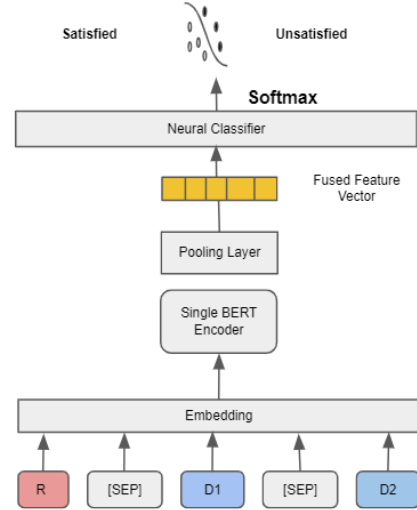 Satisfied
Unsatisfied
Softmax
Neural Classifier
Fused Feature
Vector
Pooling Layer
Single BERT
Encoder
Embedding
R
[SEP]
D1
[SEP]
D2